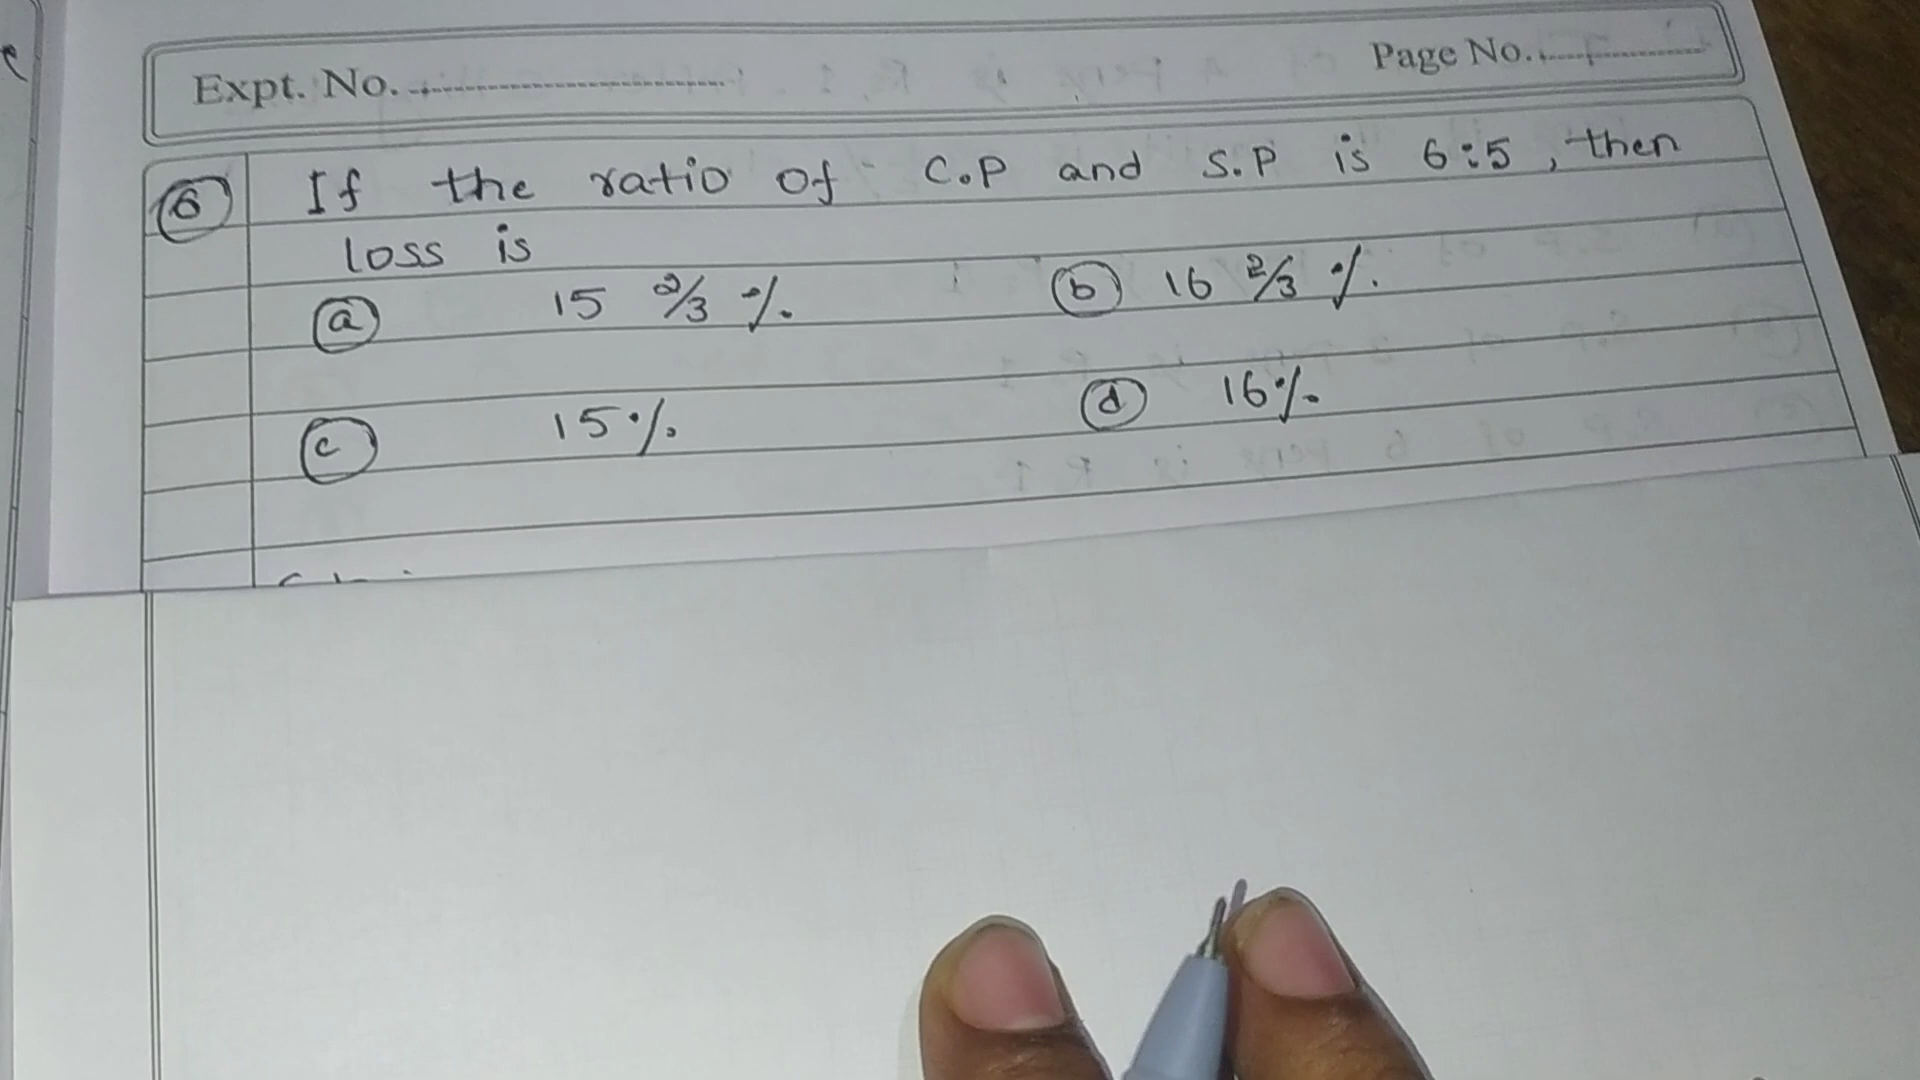 Expt. No.
Page No.
6 If the ratio of C.P and S.P is 6:5, then
loss is
a 15 2/3 %. b 16 2/3 %.
c 15%. d 16%.